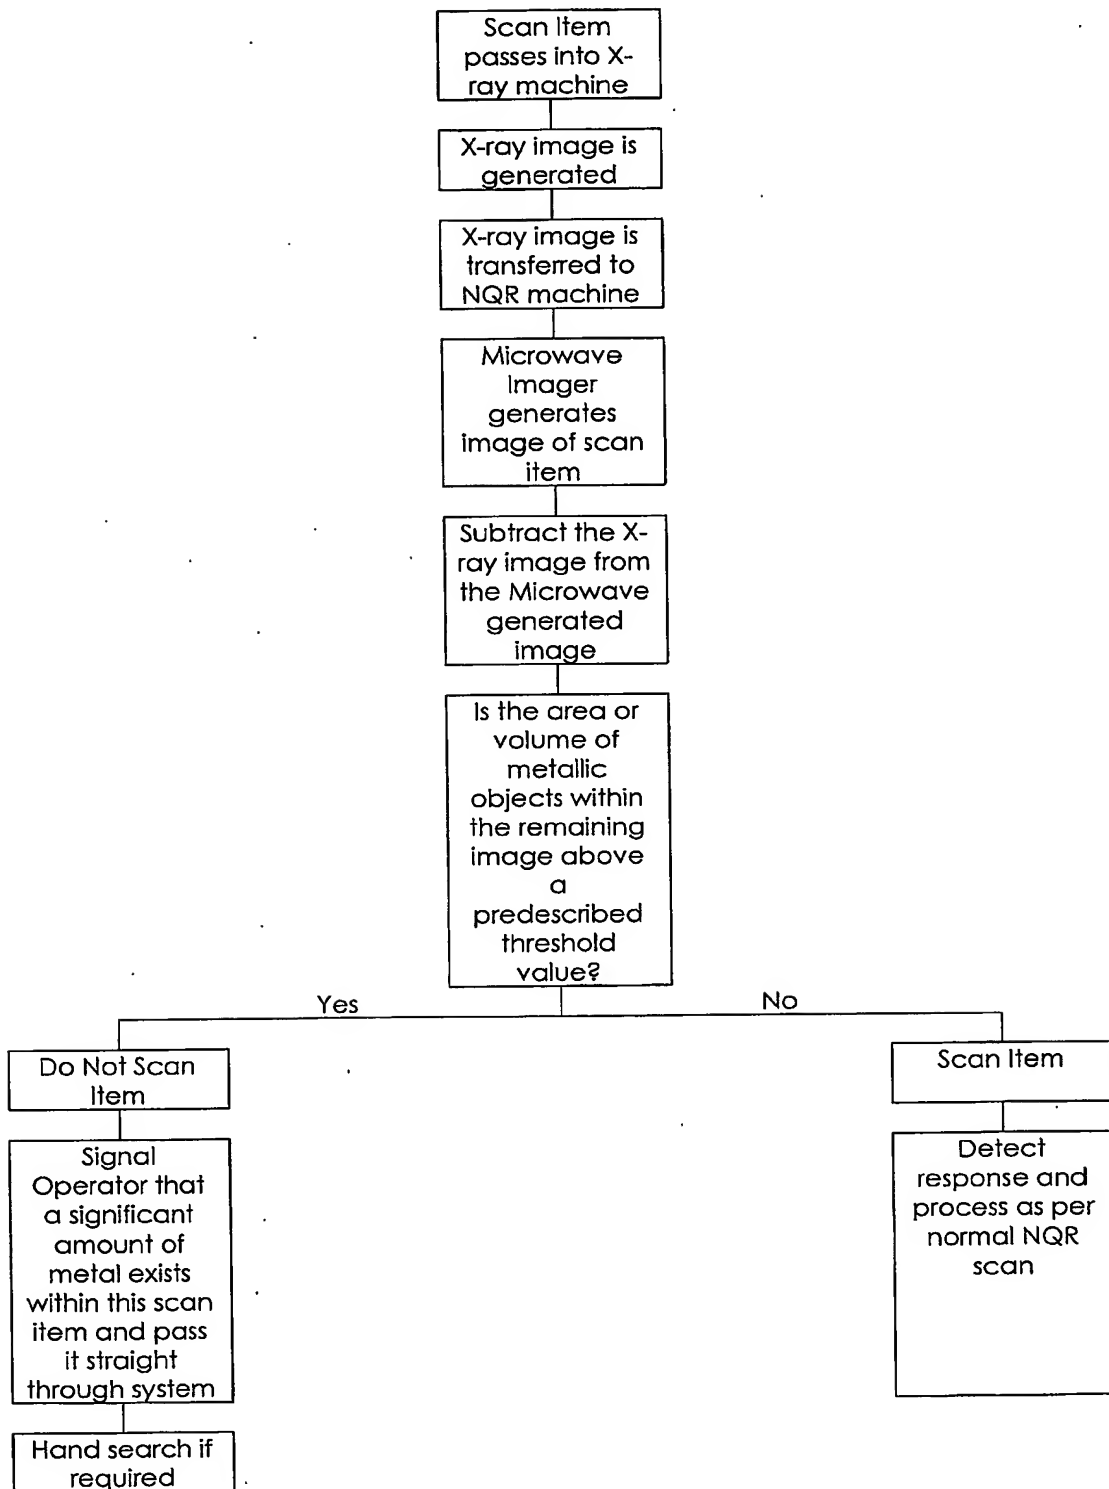 Scan Item
passes into X-
ray machine
X-ray image is
generated
X-ray image is
transferred to
NQR machine
Microwave
Imager
generates
image of scan
item
Subtract the X-
ray image from
the Microwave
generated
image
Is the area or
volume of
metallic
objects within
the remaining
image above
a
predescribed
threshold
value?
Yes
No
Do Not Scan
Item
Signal
Operator that
a significant
amount of
metal exists
within this scan
item and pass
it straight
through system
Hand search if
required
Scan Item
Detect
response and
process as per
normal NQR
scan